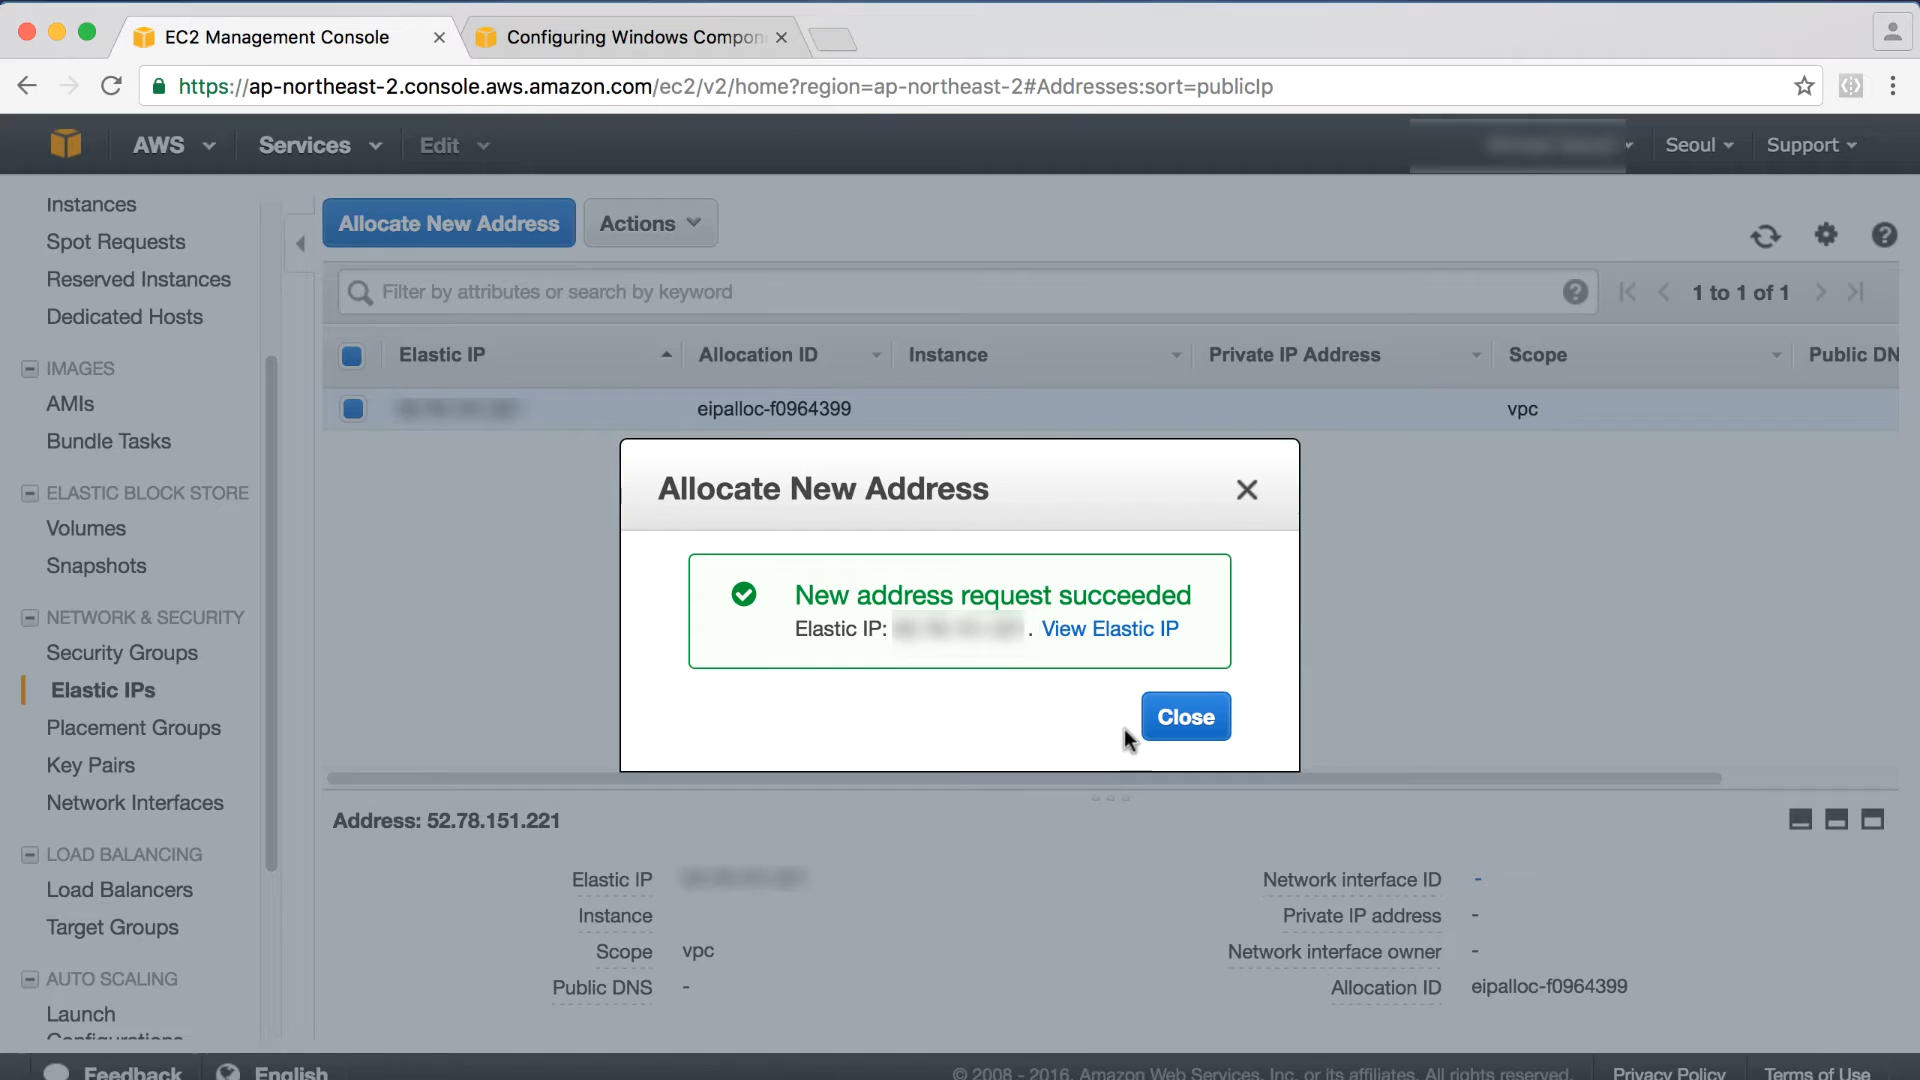 EC2 Management Console
Configuring Windows Compon
https://ap-northeast-2.console.aws.amazon.com/ec2/v2/home?region=ap-northeast-2#Addresses:sort=publicIp
AWS Services Edit Seoul Support
Instances
Spot Requests
Reserved Instances
Dedicated Hosts
IMAGES
AMIs
Bundle Tasks
ELASTIC BLOCK STORE
Volumes
Snapshots
NETWORK & SECURITY
Security Groups
Elastic IPs
Placement Groups
Key Pairs
Network Interfaces
LOAD BALANCING
Load Balancers
Target Groups
AUTO SCALING
Launch
Configurations
Allocate New Address Actions
Filter by attributes or search by keyword 1 to 1 of 1
Elastic IP Allocation ID Instance Private IP Address Scope Public DN
eipalloc-f0964399 vpc
Allocate New Address
New address request succeeded
Elastic IP: . View Elastic IP
Close
Address: 52.78.151.221
Elastic IP Network interface ID -
Instance Private IP address -
Scope vpc Network interface owner -
Public DNS - Allocation ID eipalloc-f0964399
Feedback English © 2008 - 2016, Amazon Web Services, Inc. or its affiliates. All rights reserved. Privacy Policy Terms of Use